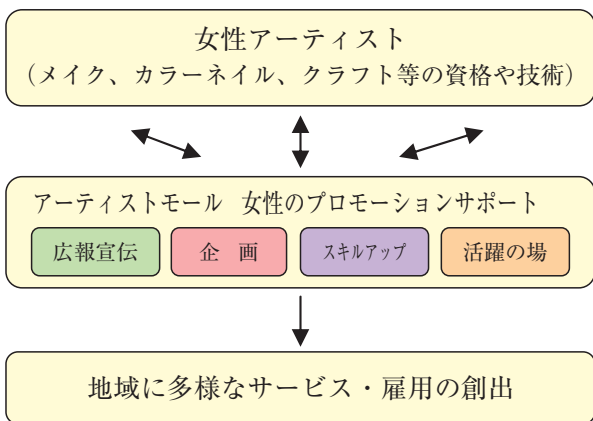 女性アーティスト
（メイク、カラーネイル、クラフト等の資格や技術）
アーティストモール　女性のプロモーションサポート
広報宣伝
企　画
スキルアップ
活躍の場
地域に多様なサービス・雇用の創出